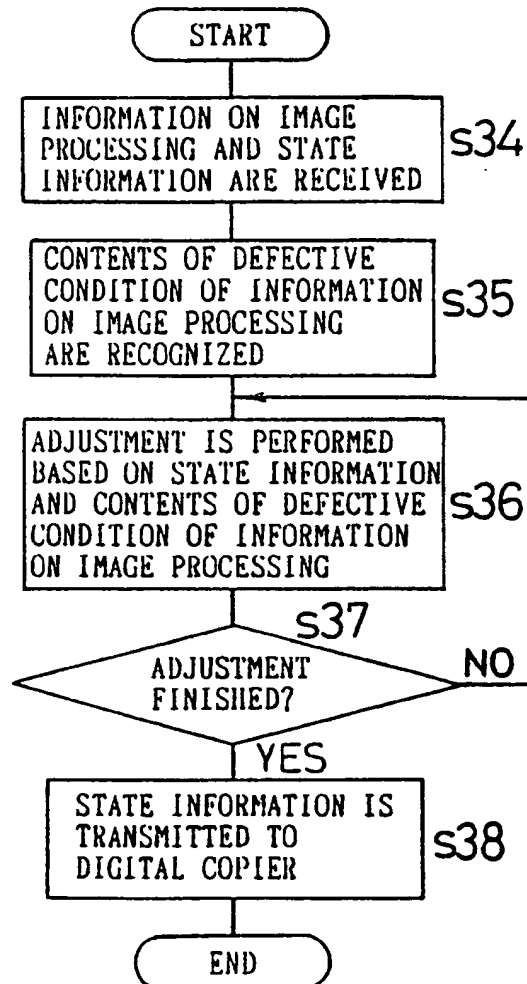 START
INFORMATION ON IMAGE
PROCESSING AND STATE
INFORMATION ARE RECEIVED
s34
CONTENTS OF DEFECTIVE
CONDITION OF INFORMATION
ON IMAGE PROCESSING
ARE RECOGNIZED
s35
ADJUSTMENT IS PERFORMED
BASED ON STATE INFORMATION
AND CONTENTS OF DEFECTIVE
CONDITION OF INFORMATION
ON IMAGE PROCESSING
s36
s37
ADJUSTMENT
FINISHED?
NO
YES
STATE INFORMATION IS
TRANSMITTED TO
DIGITAL COPIER
s38
END